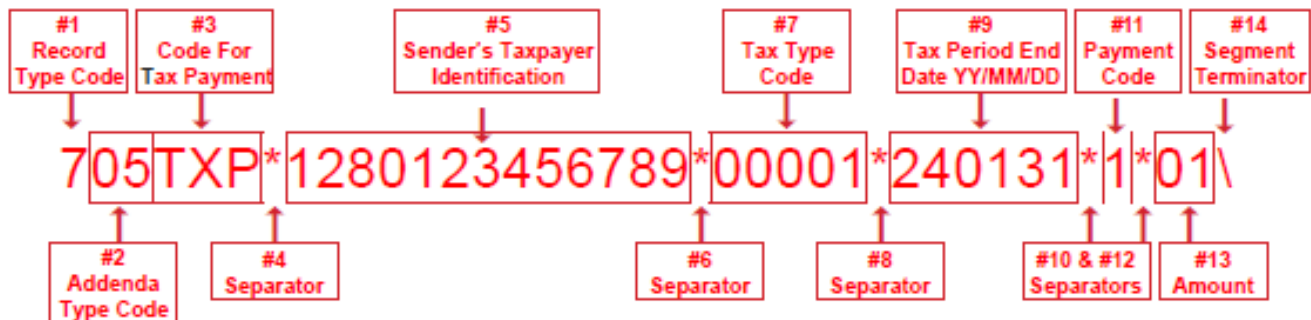 #1
Record
Type Code
#3
Code For
Tax Payment
#5
Sender's Taxpayer
Identification
#7
Tax Type
Code
#9
Tax Period End
Date YY/MM/DD
#11
Payment
Code
#14
Segment
Terminator
705TXP*1280123456789*00001*240131*1*01\
#2
Addenda
Type Code
#4
Separator
#6
Separator
#8
Separator
#10 & #12
Separators
#13
Amount